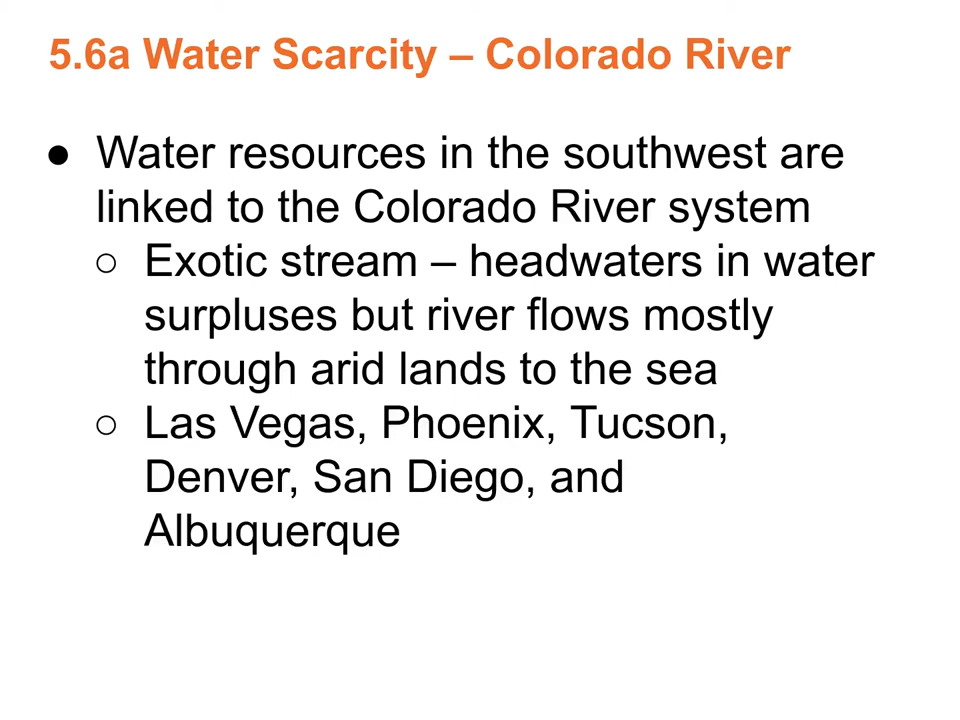 5.6a Water Scarcity – Colorado River
● Water resources in the southwest are
linked to the Colorado River system
○ Exotic stream – headwaters in water
surpluses but river flows mostly
through arid lands to the sea
○ Las Vegas, Phoenix, Tucson,
Denver, San Diego, and
Albuquerque